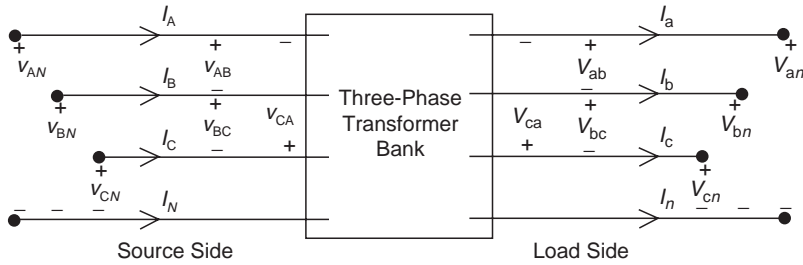 I_A I_a
+ − − +
v_AN v_AB V_ab V_an
I_B I_b
+ − − +
v_BN v_BC v_CA Three-Phase Transformer Bank V_ca V_bc V_bn
I_C I_c
+ − + + − +
v_CN V_cn
− − − I_N I_n − − −
Source Side Load Side